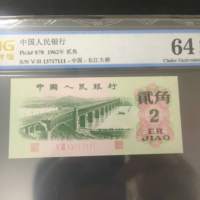 中国人民银行 64
Pick# 878 1962年 贰角
S/N V II 13717111 - 中国·长江大桥
中国人民银行
贰角
2
ER
JIAO